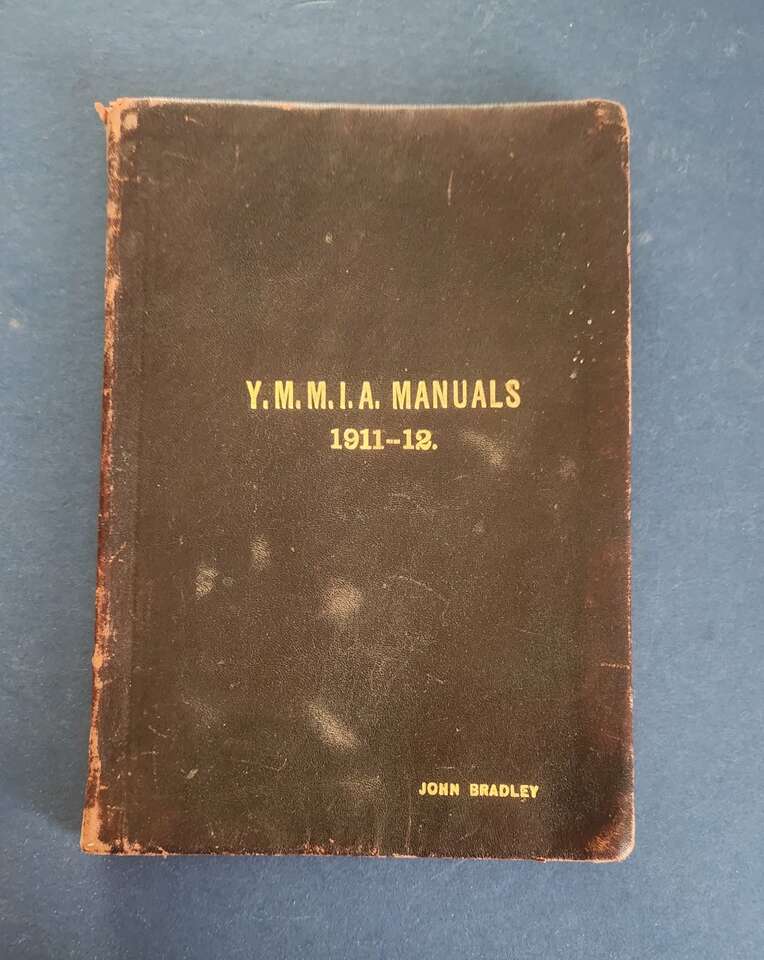 Y.M.M.I.A. MANUALS
1911--12.
JOHN BRADLEY